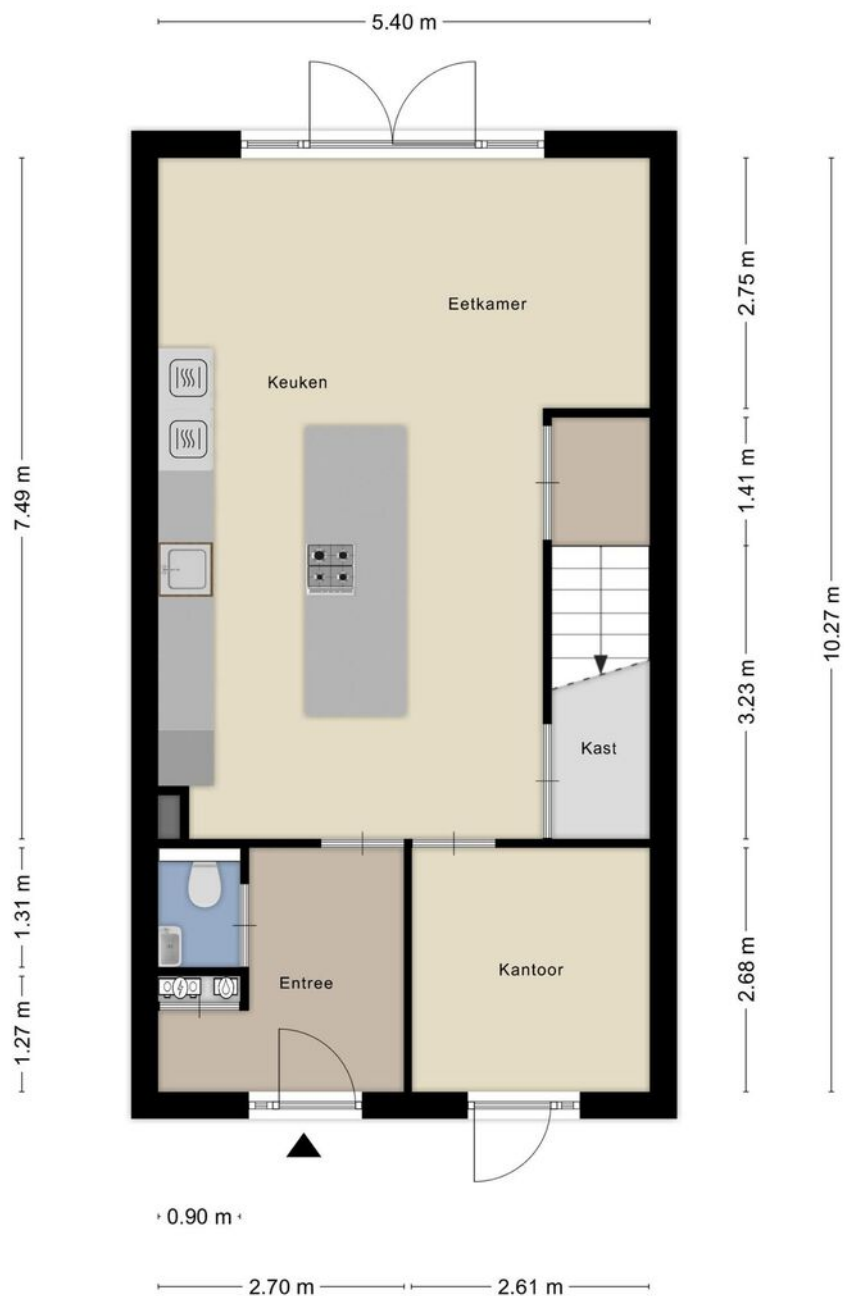 5.40 m
Eetkamer
2.75 m
Keuken
1.41 m
7.49 m
10.27 m
3.23 m
Kast
1.31 m
2.68 m
Kantoor
Entree
1.27 m
0.90 m
2.70 m
2.61 m